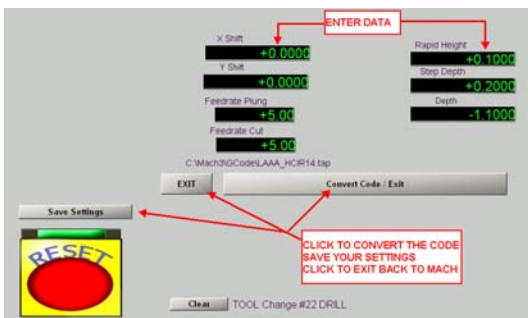 ENTER DATA
X Shift
+0.0000
Y Shift
+0.0000
Feedrate Plung
+5.00
Feedrate Cut
+5.00
Rapid Height
+0.1000
Step Depth
+0.2000
Depth
-1.1000
C:\Mach3\GCode\LAAA_HCIR14.tap
EXIT
Convert Code / Exit
Save Settings
RESET
CLICK TO CONVERT THE CODE
SAVE YOUR SETTINGS
CLICK TO EXIT BACK TO MACH
Clear
TOOL Change #22 DRILL